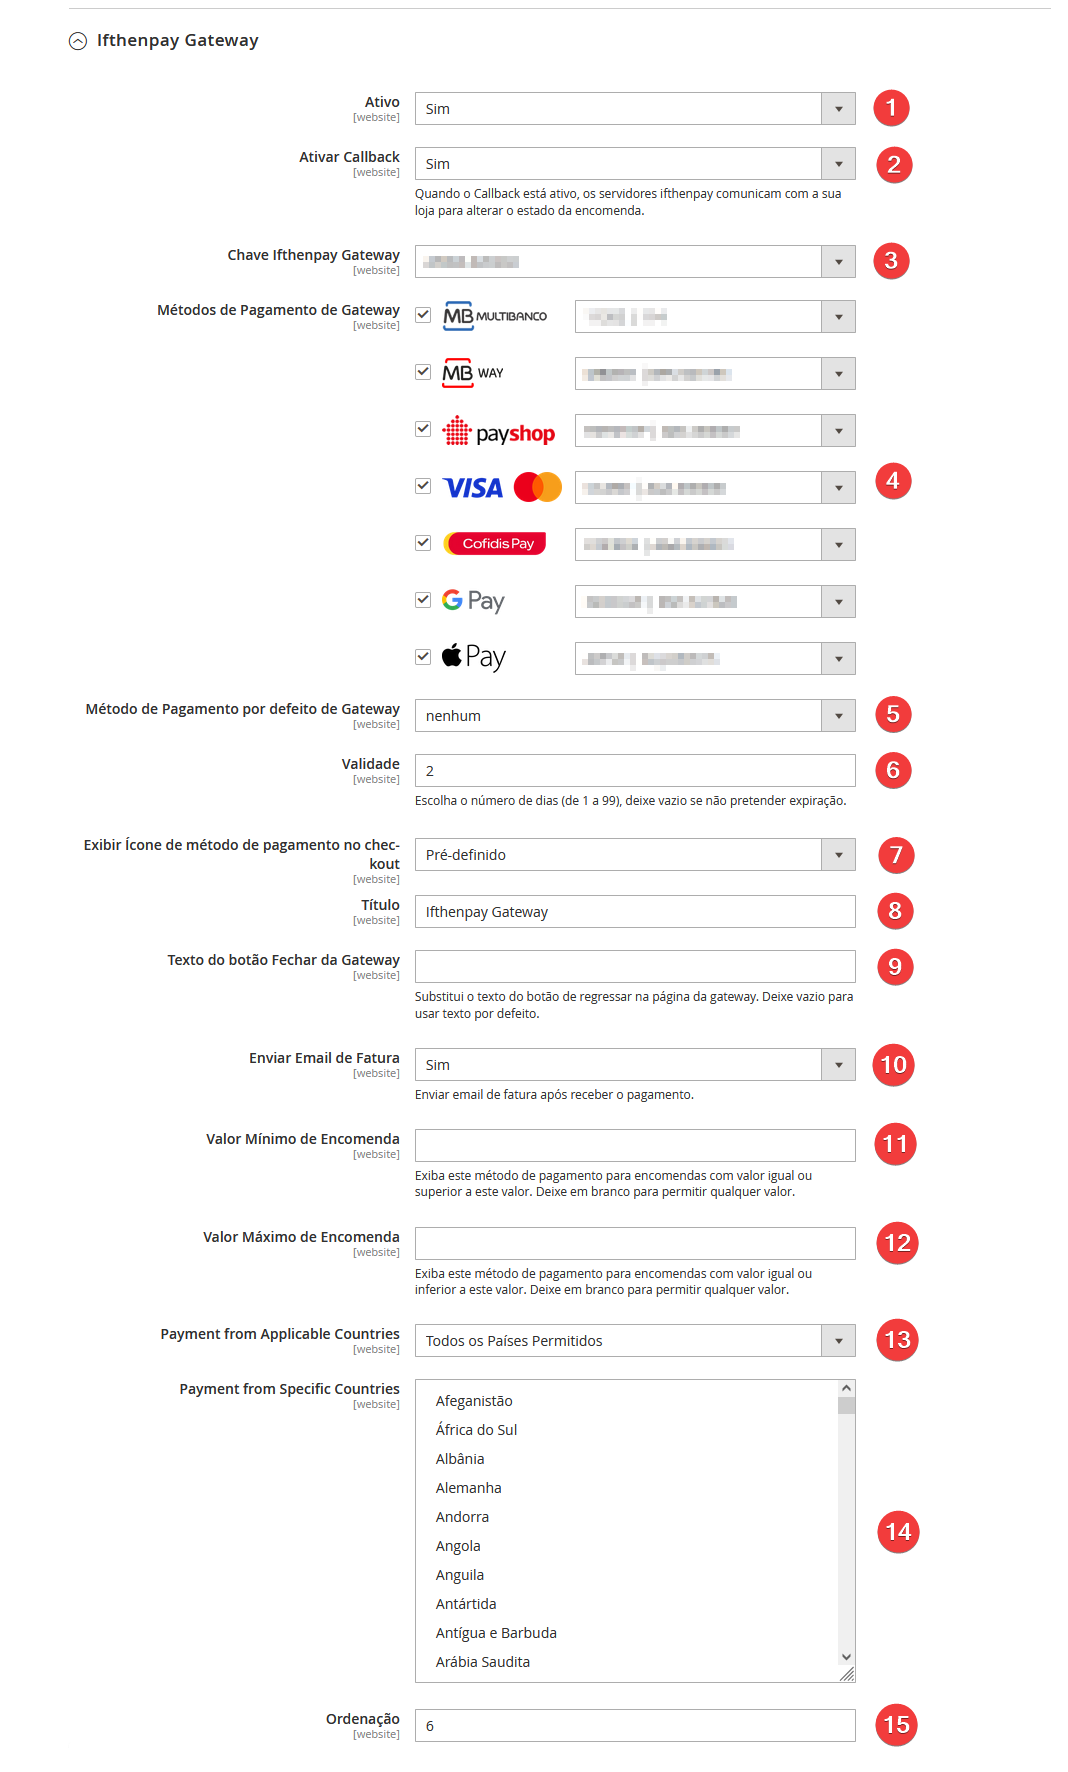 Ifthenpay Gateway
Ativo
[website]
Sim
1
Ativar Callback
[website]
Sim
2
Quando o Callback está ativo, os servidores ifthenpay comunicam com a sua
loja para alterar o estado da encomenda.
Chave Ifthenpay Gateway
[website]
3
Métodos de Pagamento de Gateway
[website]
MB MULTIBANCO
MB WAY
payshop
VISA
4
Cofidis Pay
G Pay
Pay
Método de Pagamento por defeito de Gateway
[website]
nenhum
5
Validade
[website]
2
6
Escolha o número de dias (de 1 a 99), deixe vazio se não pretender expiração.
Exibir Ícone de método de pagamento no chec-
kout
[website]
Pré-definido
7
Título
[website]
Ifthenpay Gateway
8
Texto do botão Fechar da Gateway
[website]
9
Substitui o texto do botão de regressar na página da gateway. Deixe vazio para
usar texto por defeito.
Enviar Email de Fatura
[website]
Sim
10
Enviar email de fatura após receber o pagamento.
Valor Mínimo de Encomenda
[website]
11
Exiba este método de pagamento para encomendas com valor igual ou
superior a este valor. Deixe em branco para permitir qualquer valor.
Valor Máximo de Encomenda
[website]
12
Exiba este método de pagamento para encomendas com valor igual ou
inferior a este valor. Deixe em branco para permitir qualquer valor.
Payment from Applicable Countries
[website]
Todos os Países Permitidos
13
Payment from Specific Countries
[website]
Afeganistão
África do Sul
Albânia
Alemanha
Andorra
Angola
Anguila
Antártida
Antígua e Barbuda
Arábia Saudita
14
Ordenação
[website]
6
15